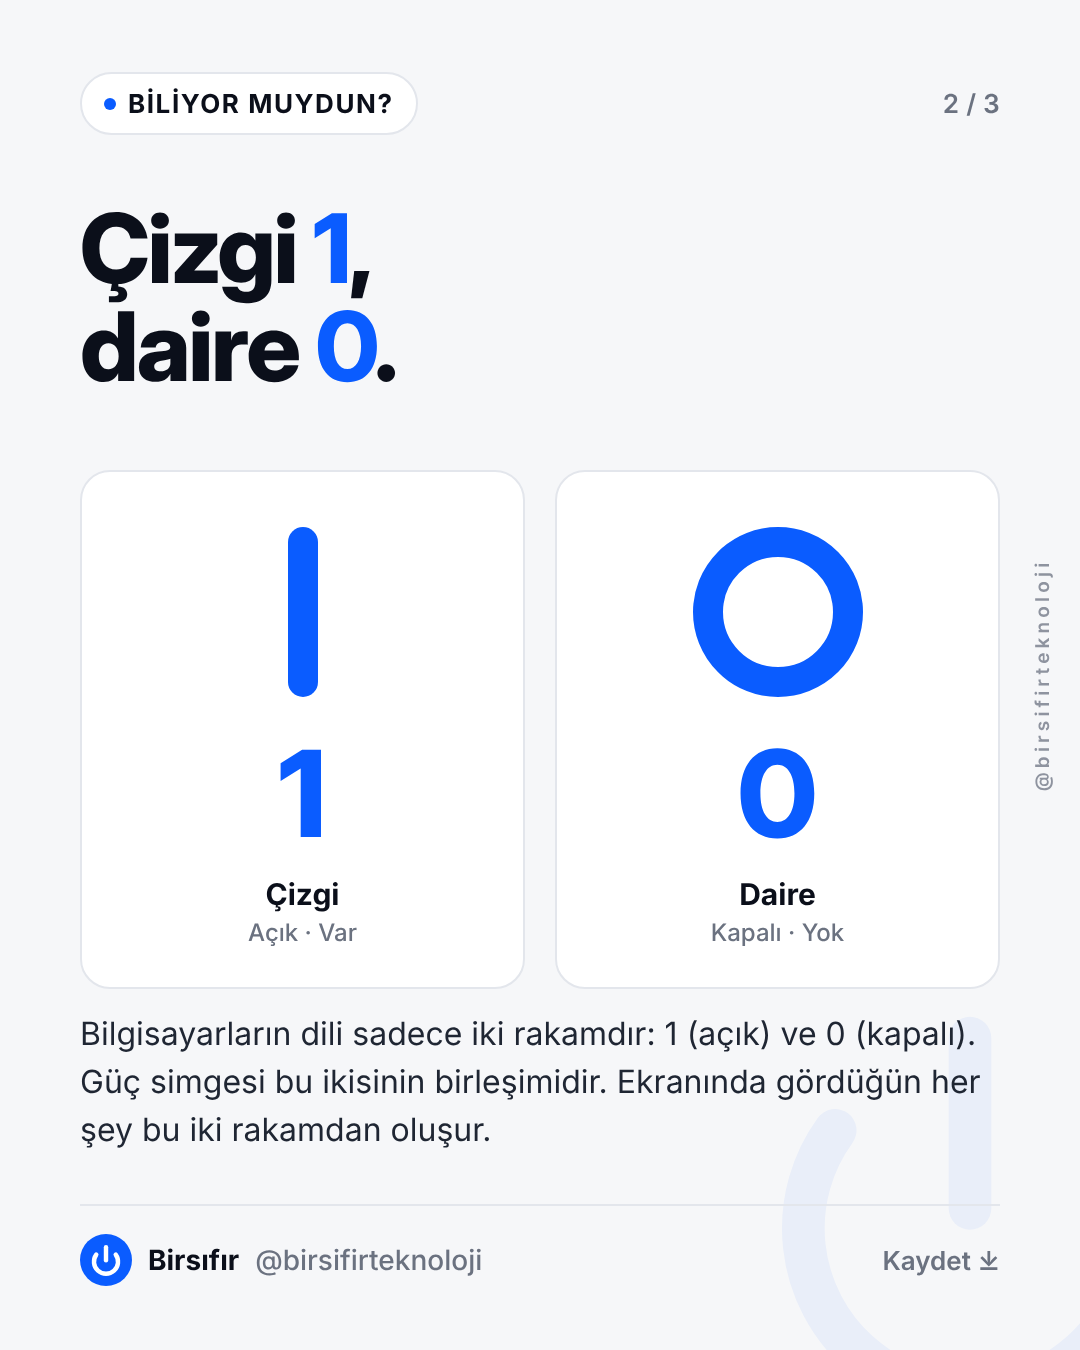 BİLİYOR MUYDUN?
2 / 3
Çizgi 1,
daire 0.
1
Çizgi
Açık · Var
0
Daire
Kapalı · Yok
@birsifirteknoloji
Bilgisayarların dili sadece iki rakamdır: 1 (açık) ve 0 (kapalı).
Güç simgesi bu ikisinin birleşimidir. Ekranında gördüğün her
şey bu iki rakamdan oluşur.
Birsıfır @birsifirteknoloji
Kaydet